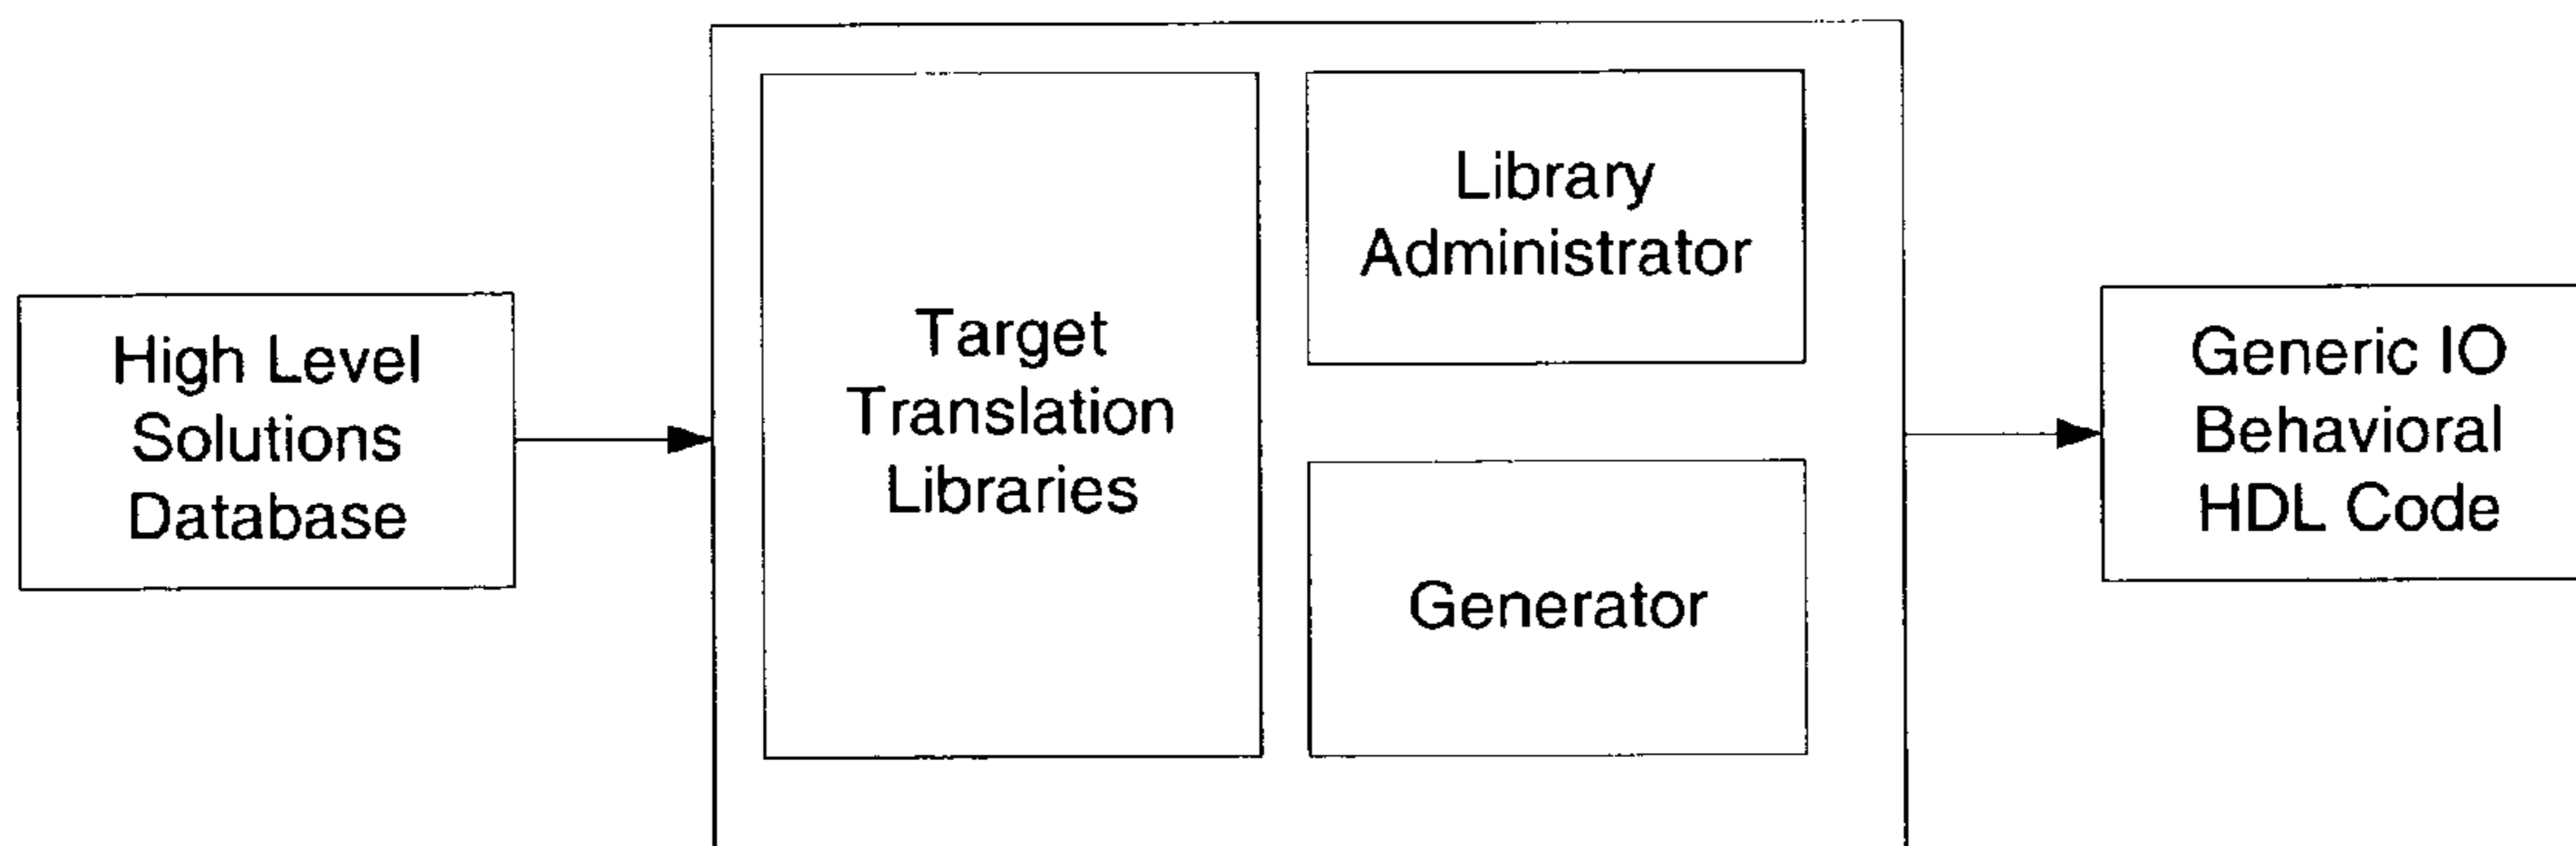 High Level
Solutions
Database
Target
Translation
Libraries
Library
Administrator
Generator
Generic IO
Behavioral
HDL Code